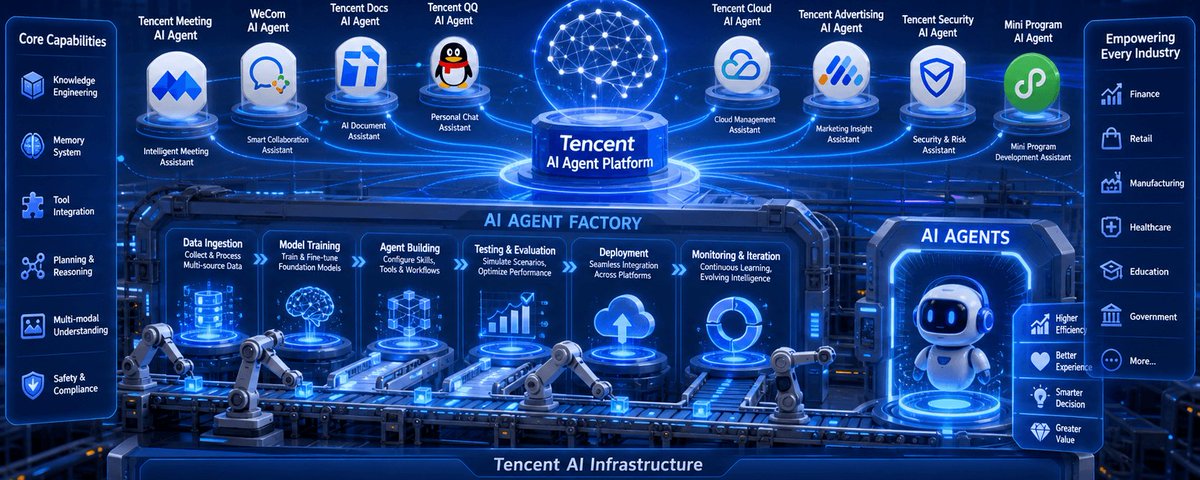 Core Capabilities
Knowledge
Engineering
Memory
System
Tool
Integration
Planning &
Reasoning
Multi-modal
Understanding
Safety &
Compliance
Tencent Meeting
AI Agent
Intelligent Meeting
Assistant
WeCom
AI Agent
Smart Collaboration
Assistant
Tencent Docs
AI Agent
AI Document
Assistant
Tencent QQ
AI Agent
Personal Chat
Assistant
Tencent
AI Agent Platform
Tencent Cloud
AI Agent
Cloud Management
Assistant
Tencent Advertising
AI Agent
Marketing Insight
Assistant
Tencent Security
AI Agent
Security & Risk
Assistant
Mini Program
AI Agent
Mini Program
Development Assistant
Empowering
Every Industry
Finance
Retail
Manufacturing
Healthcare
Education
Government
More...
AI AGENT FACTORY
Data Ingestion
Collect & Process
Multi-source Data
Model Training
Train & Fine-tune
Foundation Models
Agent Building
Configure Skills,
Tools & Workflows
Testing & Evaluation
Simulate Scenarios,
Optimize Performance
Deployment
Seamless Integration
Across Platforms
Monitoring & Iteration
Continuous Learning,
Evolving Intelligence
AI AGENTS
Higher
Efficiency
Better
Experience
Smarter
Decision
Greater
Value
Tencent AI Infrastructure